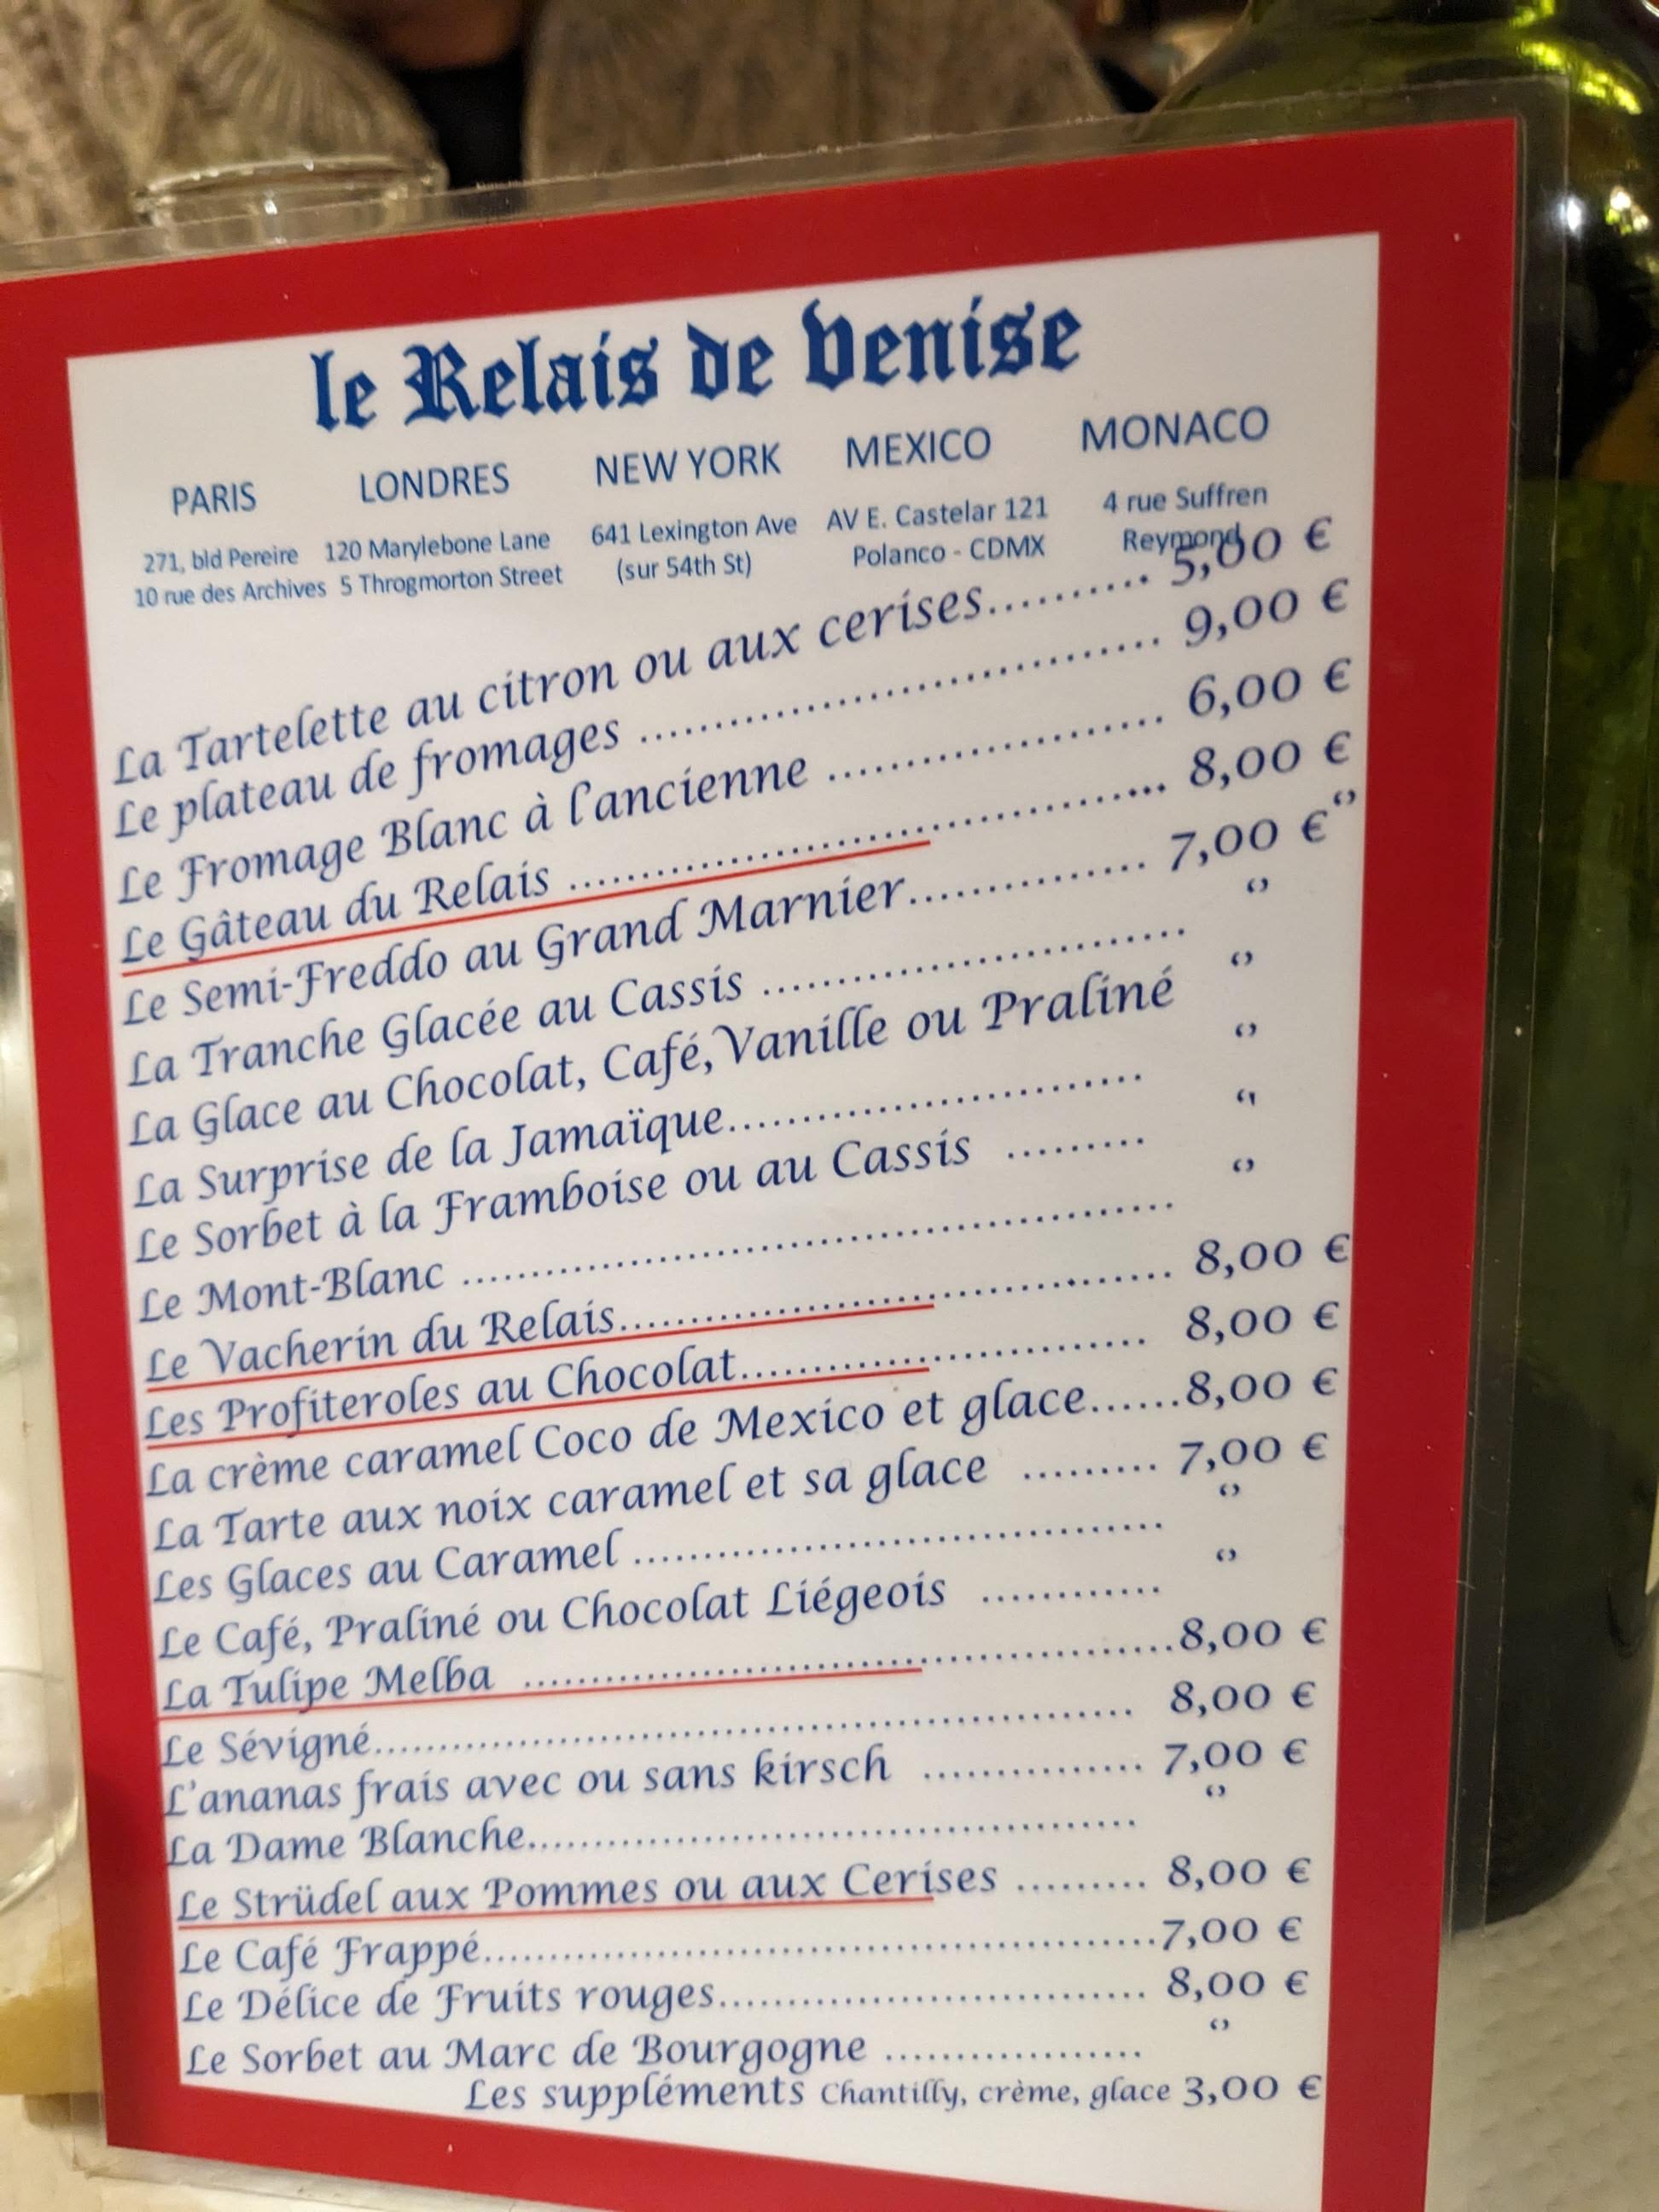 le Relais de Venise
PARIS LONDRES NEW YORK MEXICO MONACO
271, bld Pereire 120 Marylebone Lane 641 Lexington Ave AV E. Castelar 121 4 rue Suffren
10 rue des Archives 5 Throgmorton Street (sur 54th St) Polanco - CDMX Reymond
La Tartelette au citron ou aux cerises.......... 5,00 €
Le plateau de fromages .................................... 9,00 €
Le Fromage Blanc à l'ancienne ........................ 6,00 €
Le Gâteau du Relais .......................................... 8,00 €
Le Semi-Freddo au Grand Marnier................ 7,00 €
La Tranche Glacée au Cassis .............................. "
La Glace au Chocolat, Café, Vanille ou Praliné "
La Surprise de la Jamaïque.............................. "
Le Sorbet à la Framboise ou au Cassis ......... "
Le Mont-Blanc .................................................. "
Le Vacherin du Relais....................................... 8,00 €
Les Profiteroles au Chocolat............................ 8,00 €
La crème caramel Coco de Mexico et glace......8,00 €
La Tarte aux noix caramel et sa glace ......... 7,00 €
Les Glaces au Caramel ..................................... "
Le Café, Praliné ou Chocolat Liégeois ............ "
La Tulipe Melba .............................................8,00 €
Le Sévigné...................................................... 8,00 €
L'ananas frais avec ou sans kirsch ............... 7,00 €
La Dame Blanche........................................... "
Le Strüdel aux Pommes ou aux Cerises ......... 8,00 €
Le Café Frappé...............................................7,00 €
Le Délice de Fruits rouges.............................. 8,00 €
Le Sorbet au Marc de Bourgogne .................. "
Les suppléments Chantilly, crème, glace 3,00 €